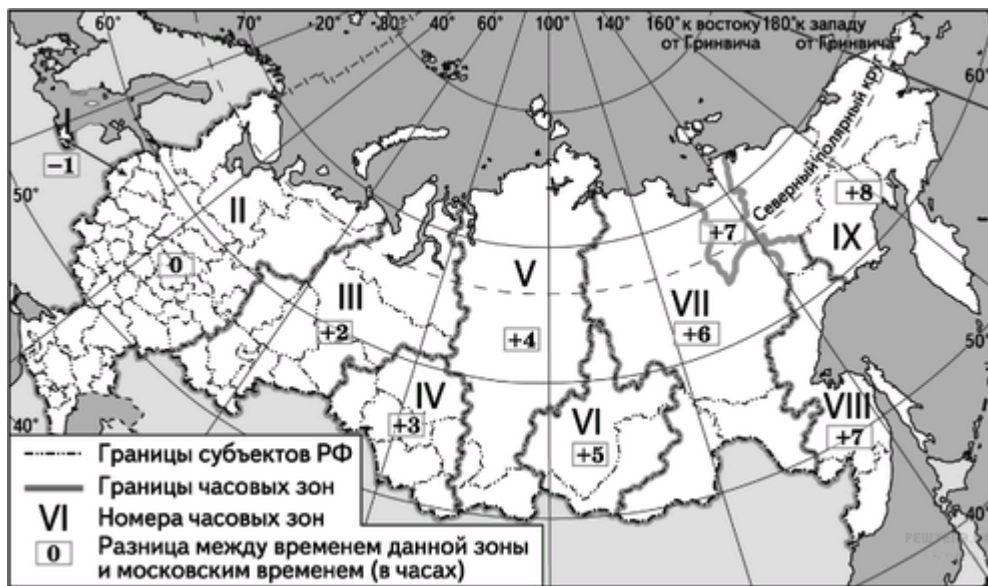 60° 40° 20° 40° 60° 100° 140° 160° к востоку 180° к западу
от Гринвича от Гринвича
60°
60°
I
−1
50°
Северный полярный круг
+8
II
IX
+7
0
V
III
VII
+2
+4
+6
50°
IV
VIII
+3
VI
+7
40°
+5
40°
Границы субъектов РФ
Границы часовых зон
VI Номера часовых зон
0 Разница между временем данной зоны
и московским временем (в часах)